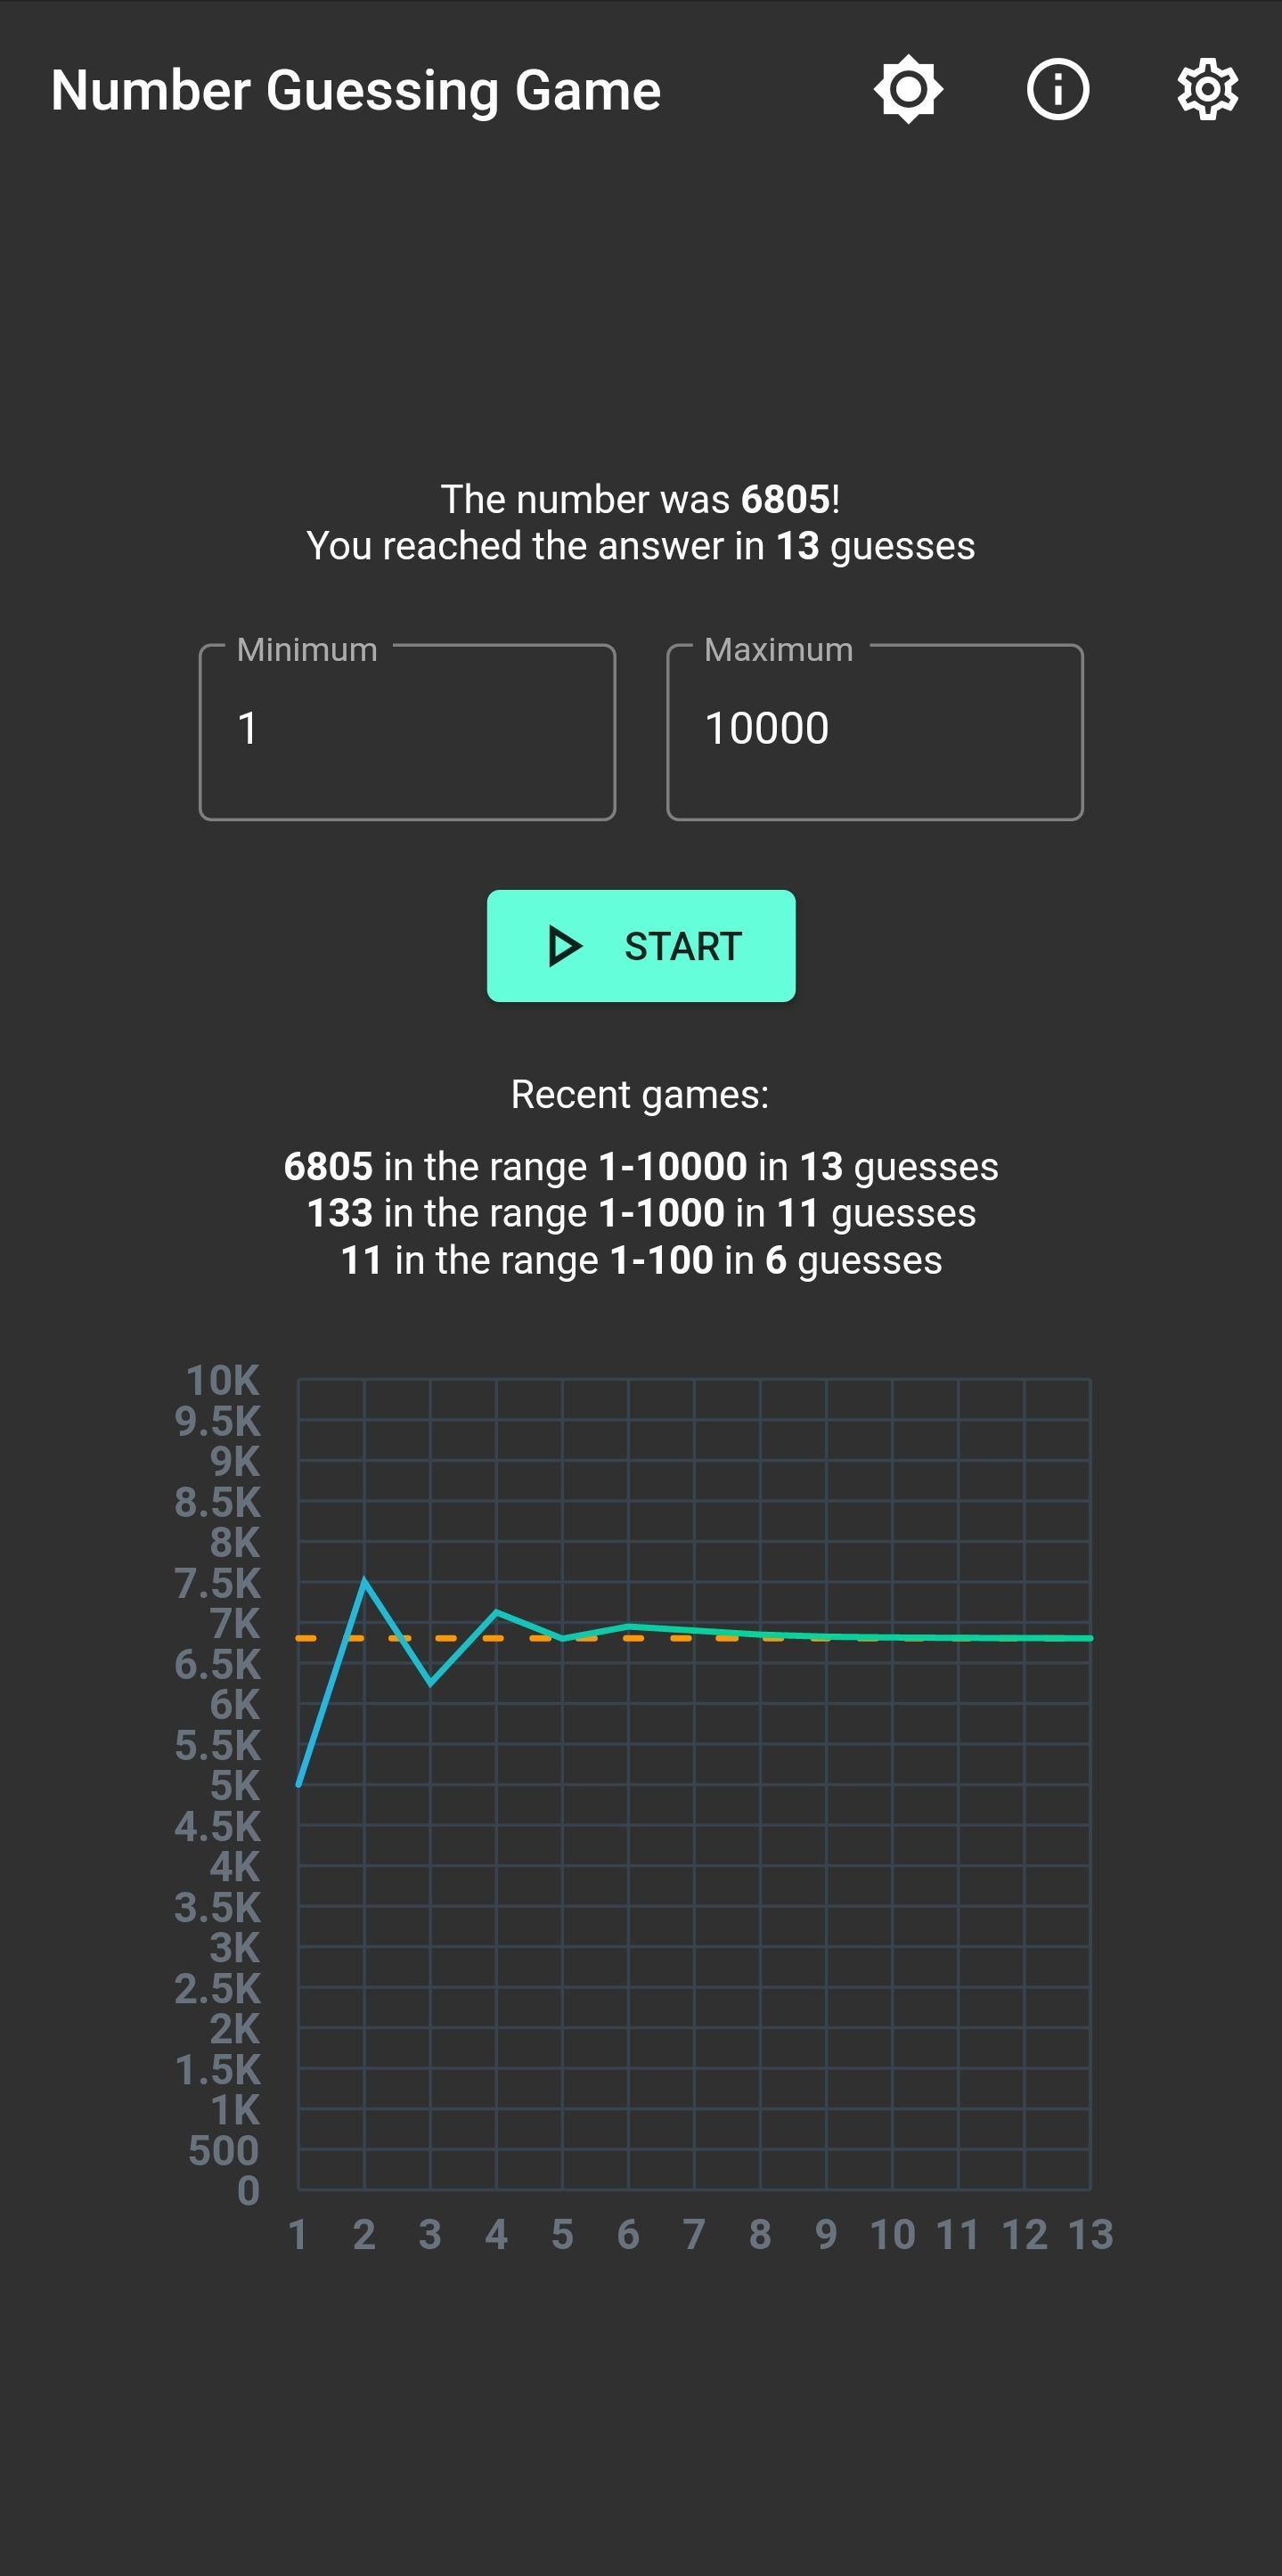 Number Guessing Game
The number was 6805!
You reached the answer in 13 guesses
Minimum
1
Maximum
10000
START
Recent games:
6805 in the range 1-10000 in 13 guesses
133 in the range 1-1000 in 11 guesses
11 in the range 1-100 in 6 guesses
10K
9.5K
9K
8.5K
8K
7.5K
7K
6.5K
6K
5.5K
5K
4.5K
4K
3.5K
3K
2.5K
2K
1.5K
1K
500
0
1 2 3 4 5 6 7 8 9 10 11 12 13